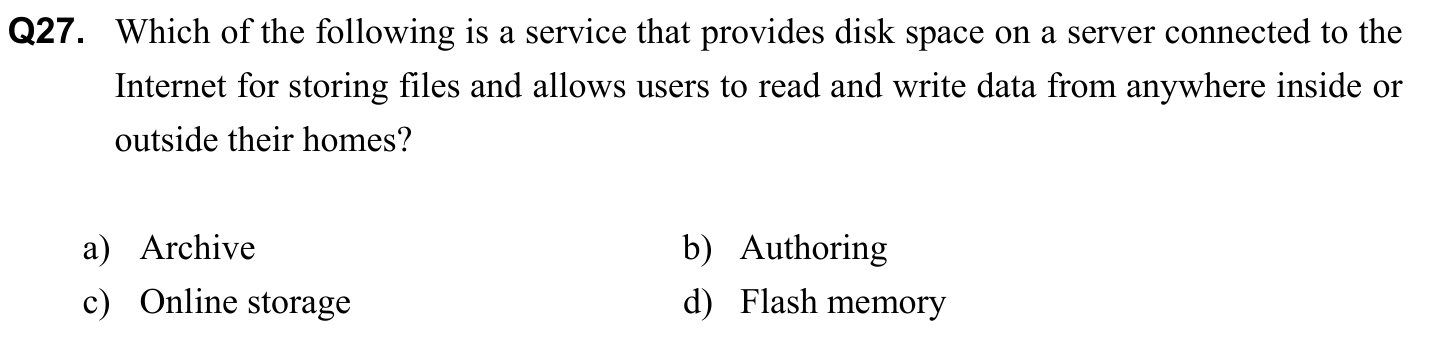 Q27. Which of the following is a service that provides disk space on a server connected to the
Internet for storing files and allows users to read and write data from anywhere inside or
outside their homes?
a) Archive b) Authoring
c) Online storage d) Flash memory